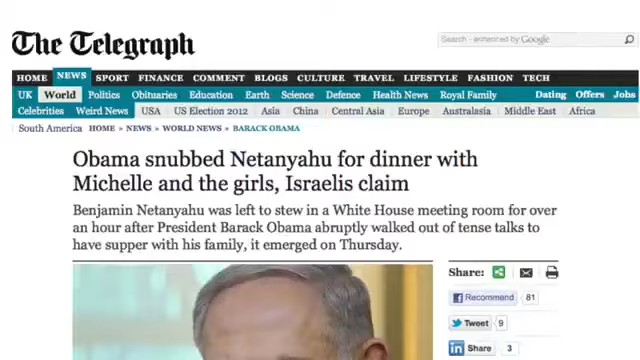 The Telegraph
Search - enhanced by Google
HOME NEWS SPORT FINANCE COMMENT BLOGS CULTURE TRAVEL LIFESTYLE FASHION TECH
UK World Politics Obituaries Education Earth Science Defence Health News Royal Family Dating Offers Jobs
Celebrities Weird News USA US Election 2012 Asia China Central Asia Europe Australasia Middle East Africa
South America HOME » NEWS » WORLD NEWS » BARACK OBAMA
Obama snubbed Netanyahu for dinner with
Michelle and the girls, Israelis claim
Benjamin Netanyahu was left to stew in a White House meeting room for over
an hour after President Barack Obama abruptly walked out of tense talks to
have supper with his family, it emerged on Thursday.
Share:
Recommend 81
Tweet 9
in Share 3